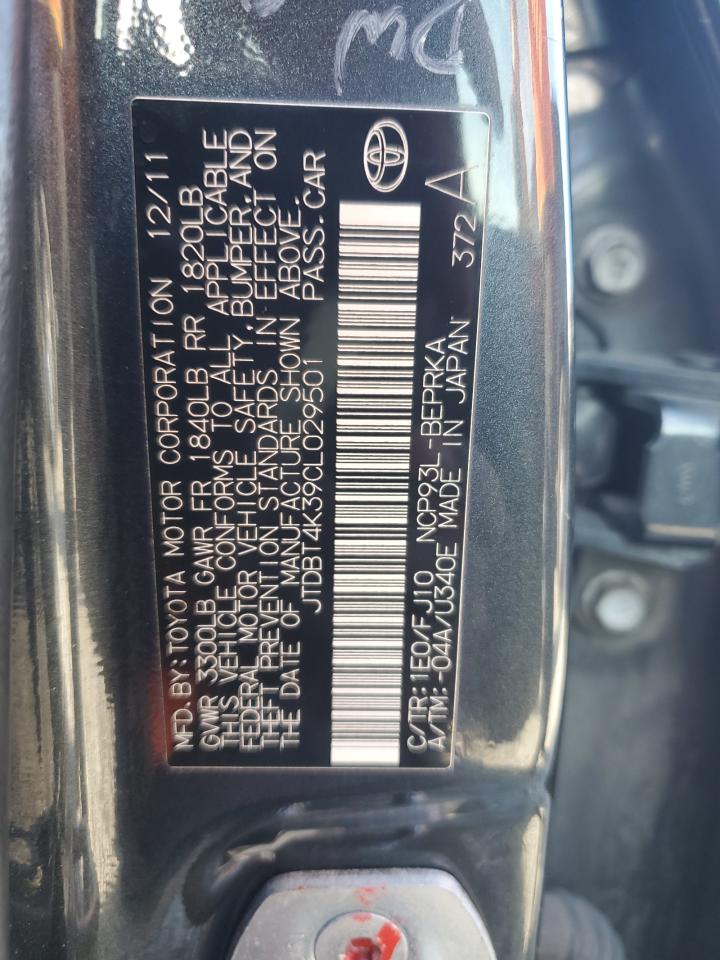 MFD. BY: TOYOTA MOTOR CORPORATION 12/11
GVWR 3300LB GAWR FR 1840LB RR 1820LB
THIS VEHICLE CONFORMS TO ALL APPLICABLE
FEDERAL MOTOR VEHICLE SAFETY, BUMPER, AND
THEFT PREVENTION STANDARDS IN EFFECT ON
THE DATE OF MANUFACTURE SHOWN ABOVE.
JTDBT4K39CL029501 PASS. CAR
C/TR: 1E0/FJ10 NCP93L-BEPRKA 372 A
A/TM: -04A/U340E MADE IN JAPAN